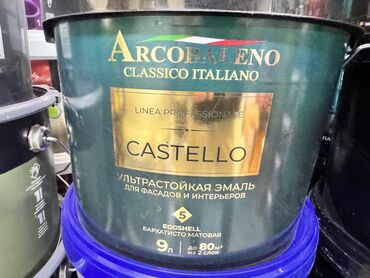 ARCOBALENO
CLASSICO ITALIANO
LINEA PROFESSIONALE
CASTELLO
УЛЬТРАСТОЙКАЯ ЭМАЛЬ
ДЛЯ ФАСАДОВ И ИНТЕРЬЕРОВ
5
EGGSHELL
БАРХАТИСТО МАТОВАЯ
9л
до 80м²
на 2 слоя